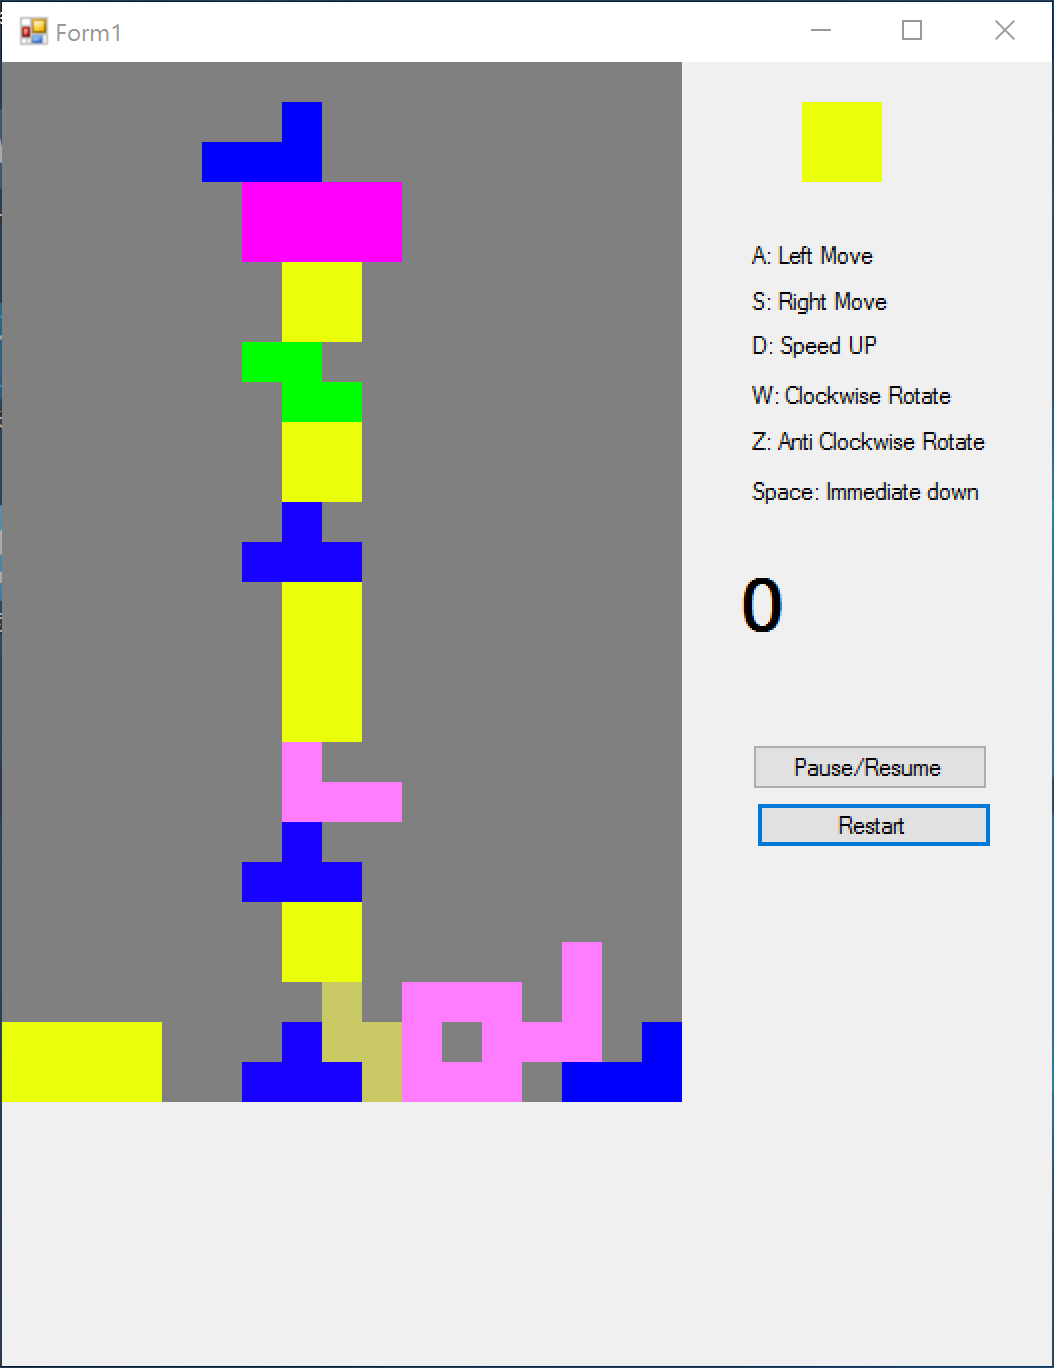 Form1
A: Left Move
S: Right Move
D: Speed UP
W: Clockwise Rotate
Z: Anti Clockwise Rotate
Space: Immediate down
0
Pause/Resume
Restart